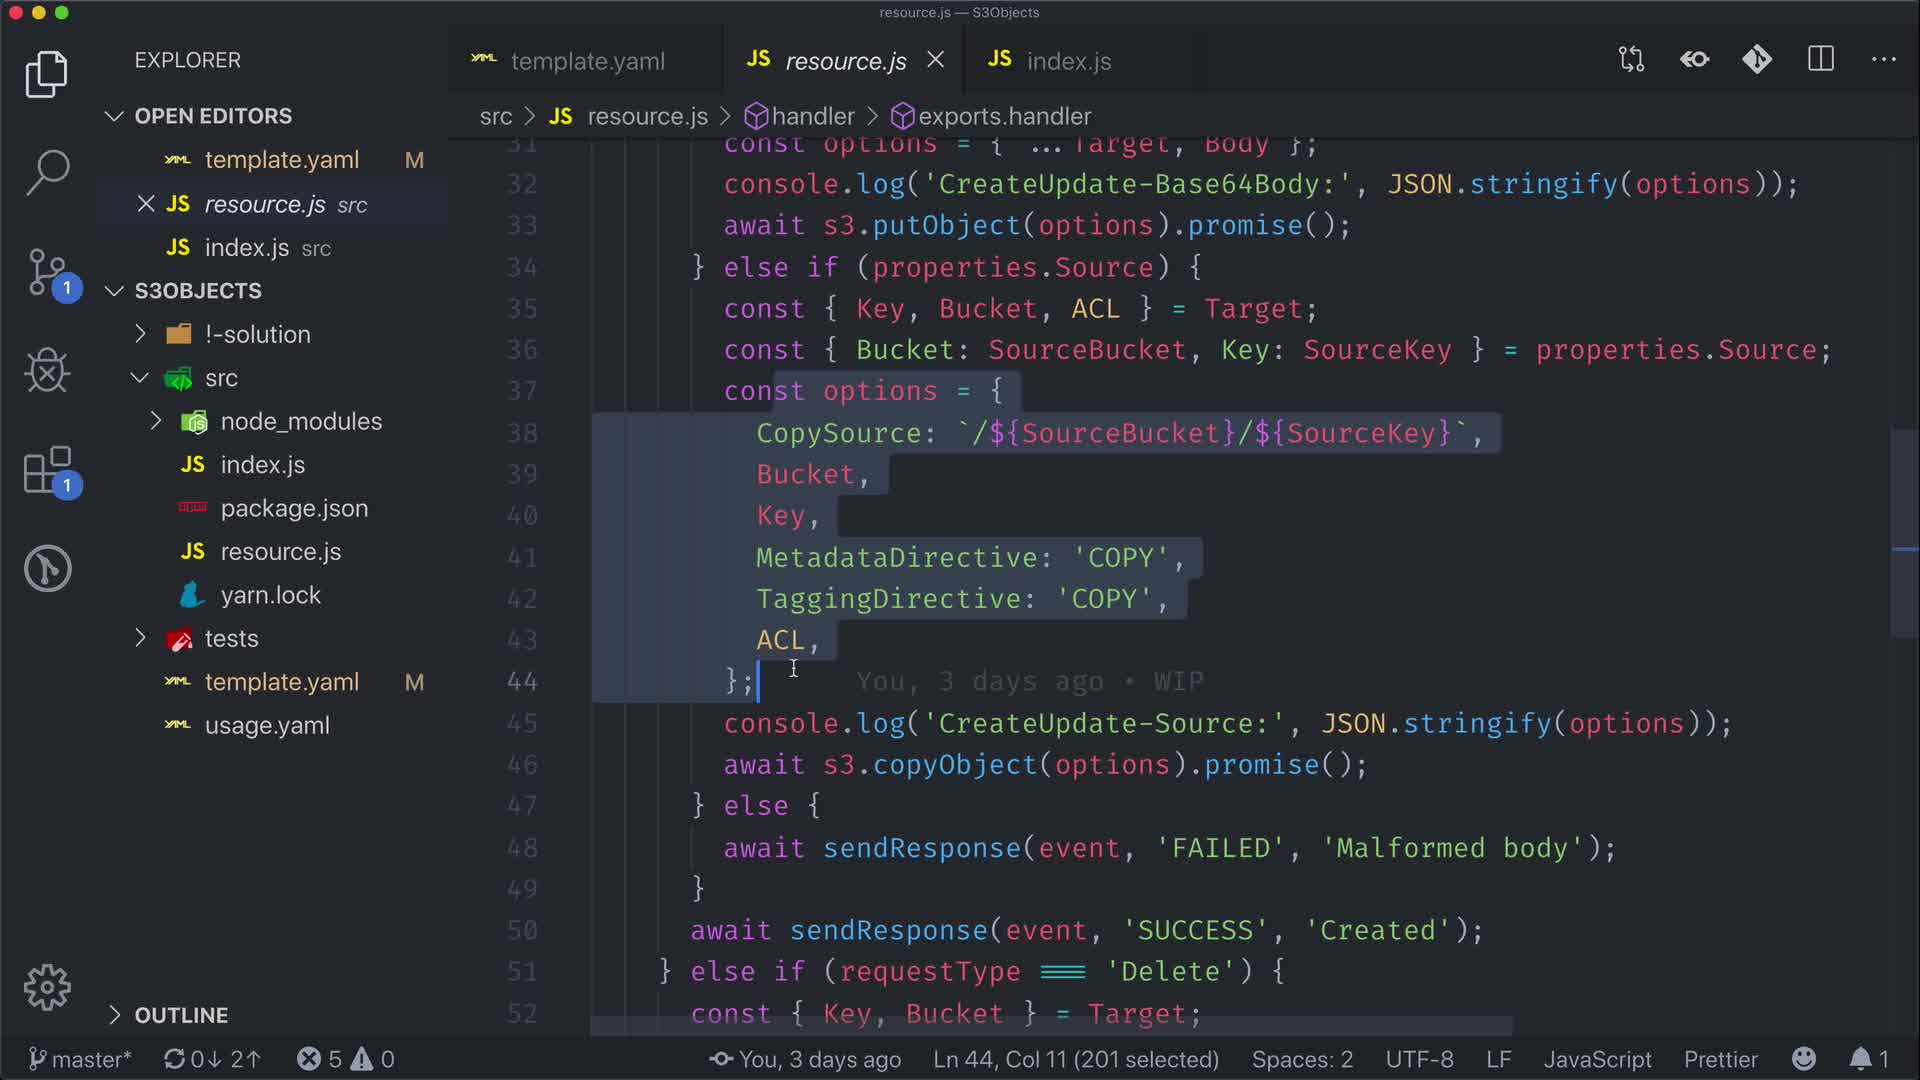 resource.js — S3Objects
EXPLORER
OPEN EDITORS
template.yaml M
JS resource.js src
JS index.js src
S3OBJECTS
!-solution
src
node_modules
JS index.js
package.json
JS resource.js
yarn.lock
tests
template.yaml M
usage.yaml
OUTLINE
1
1
template.yaml
JS resource.js
JS index.js
src > JS resource.js > handler > exports.handler
31 const options = { ...Target, Body };
32 console.log('CreateUpdate-Base64Body:', JSON.stringify(options));
33 await s3.putObject(options).promise();
34 } else if (properties.Source) {
35 const { Key, Bucket, ACL } = Target;
36 const { Bucket: SourceBucket, Key: SourceKey } = properties.Source;
37 const options = {
38 CopySource: `/${SourceBucket}/${SourceKey}`,
39 Bucket,
40 Key,
41 MetadataDirective: 'COPY',
42 TaggingDirective: 'COPY',
43 ACL,
44 }; You, 3 days ago • WIP
45 console.log('CreateUpdate-Source:', JSON.stringify(options));
46 await s3.copyObject(options).promise();
47 } else {
48 await sendResponse(event, 'FAILED', 'Malformed body');
49 }
50 await sendResponse(event, 'SUCCESS', 'Created');
51 } else if (requestType === 'Delete') {
52 const { Key, Bucket } = Target;
master* 0↓ 2↑ 5 0 You, 3 days ago Ln 44, Col 11 (201 selected) Spaces: 2 UTF-8 LF JavaScript Prettier 1